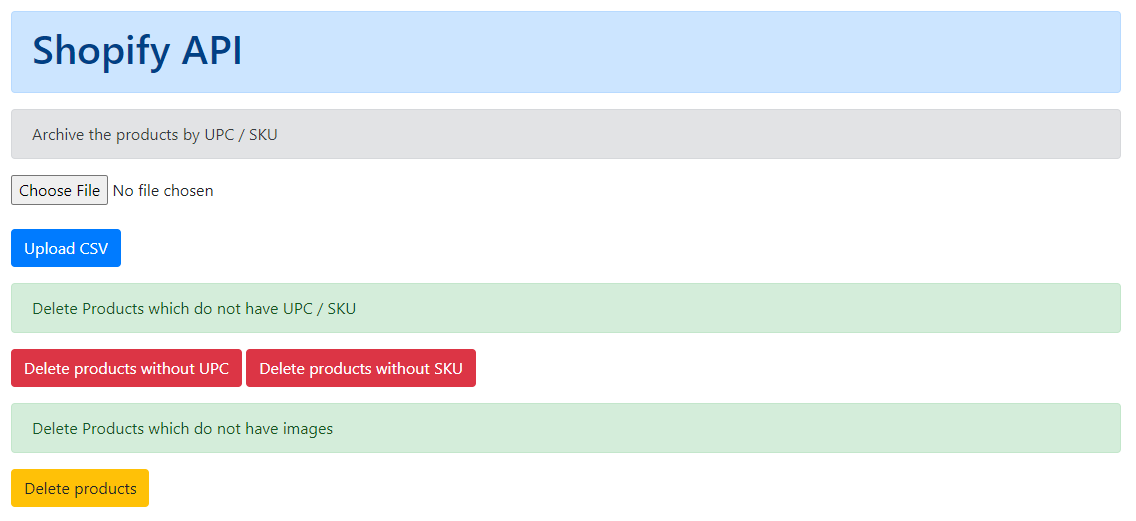 Shopify API
Archive the products by UPC / SKU
Choose File No file chosen
Upload CSV
Delete Products which do not have UPC / SKU
Delete products without UPC Delete products without SKU
Delete Products which do not have images
Delete products